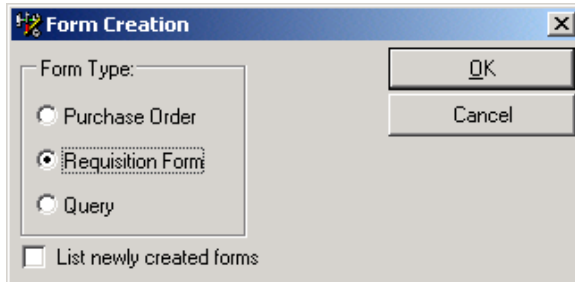 Form Creation
Form Type:
Purchase Order
Requisition Form
Query
List newly created forms
OK
Cancel